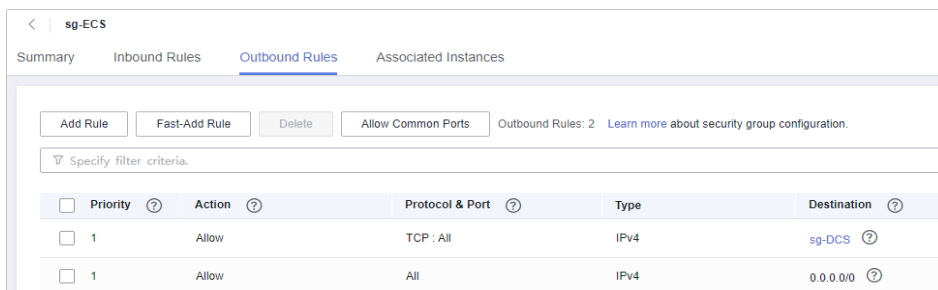 sg-ECS
Summary Inbound Rules Outbound Rules Associated Instances
Add Rule Fast-Add Rule Delete Allow Common Ports Outbound Rules: 2 Learn more about security group configuration.
Specify filter criteria.
Priority Action Protocol & Port Type Destination
1 Allow TCP : All IPv4 sg-DCS
1 Allow All IPv4 0.0.0.0/0